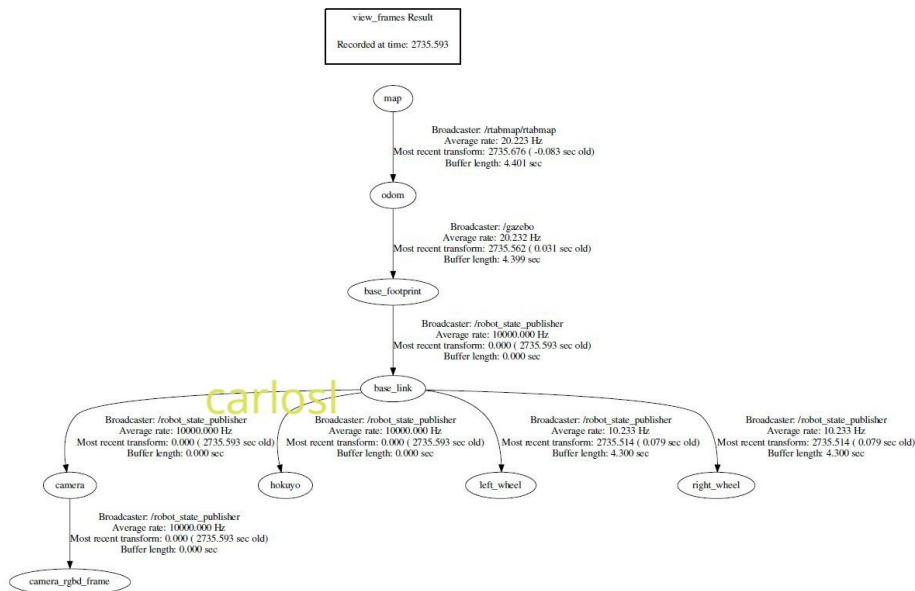 view_frames Result
Recorded at time: 2735.593
map
Broadcaster: /rtabmap/rtabmap
Average rate: 20.223 Hz
Most recent transform: 2735.676 ( -0.083 sec old)
Buffer length: 4.401 sec
odom
Broadcaster: /gazebo
Average rate: 20.232 Hz
Most recent transform: 2735.562 ( 0.031 sec old)
Buffer length: 4.399 sec
base_footprint
Broadcaster: /robot_state_publisher
Average rate: 10000.000 Hz
Most recent transform: 0.000 ( 2735.593 sec old)
Buffer length: 0.000 sec
base_link
carlosl
Broadcaster: /robot_state_publisher
Average rate: 10000.000 Hz
Most recent transform: 0.000 ( 2735.593 sec old)
Buffer length: 0.000 sec
Broadcaster: /robot_state_publisher
Average rate: 10000.000 Hz
Most recent transform: 0.000 ( 2735.593 sec old)
Buffer length: 0.000 sec
Broadcaster: /robot_state_publisher
Average rate: 10.233 Hz
Most recent transform: 2735.514 ( 0.079 sec old)
Buffer length: 4.300 sec
Broadcaster: /robot_state_publisher
Average rate: 10.233 Hz
Most recent transform: 2735.514 ( 0.079 sec old)
Buffer length: 4.300 sec
camera
hokuyo
left_wheel
right_wheel
Broadcaster: /robot_state_publisher
Average rate: 10000.000 Hz
Most recent transform: 0.000 ( 2735.593 sec old)
Buffer length: 0.000 sec
camera_rgbd_frame